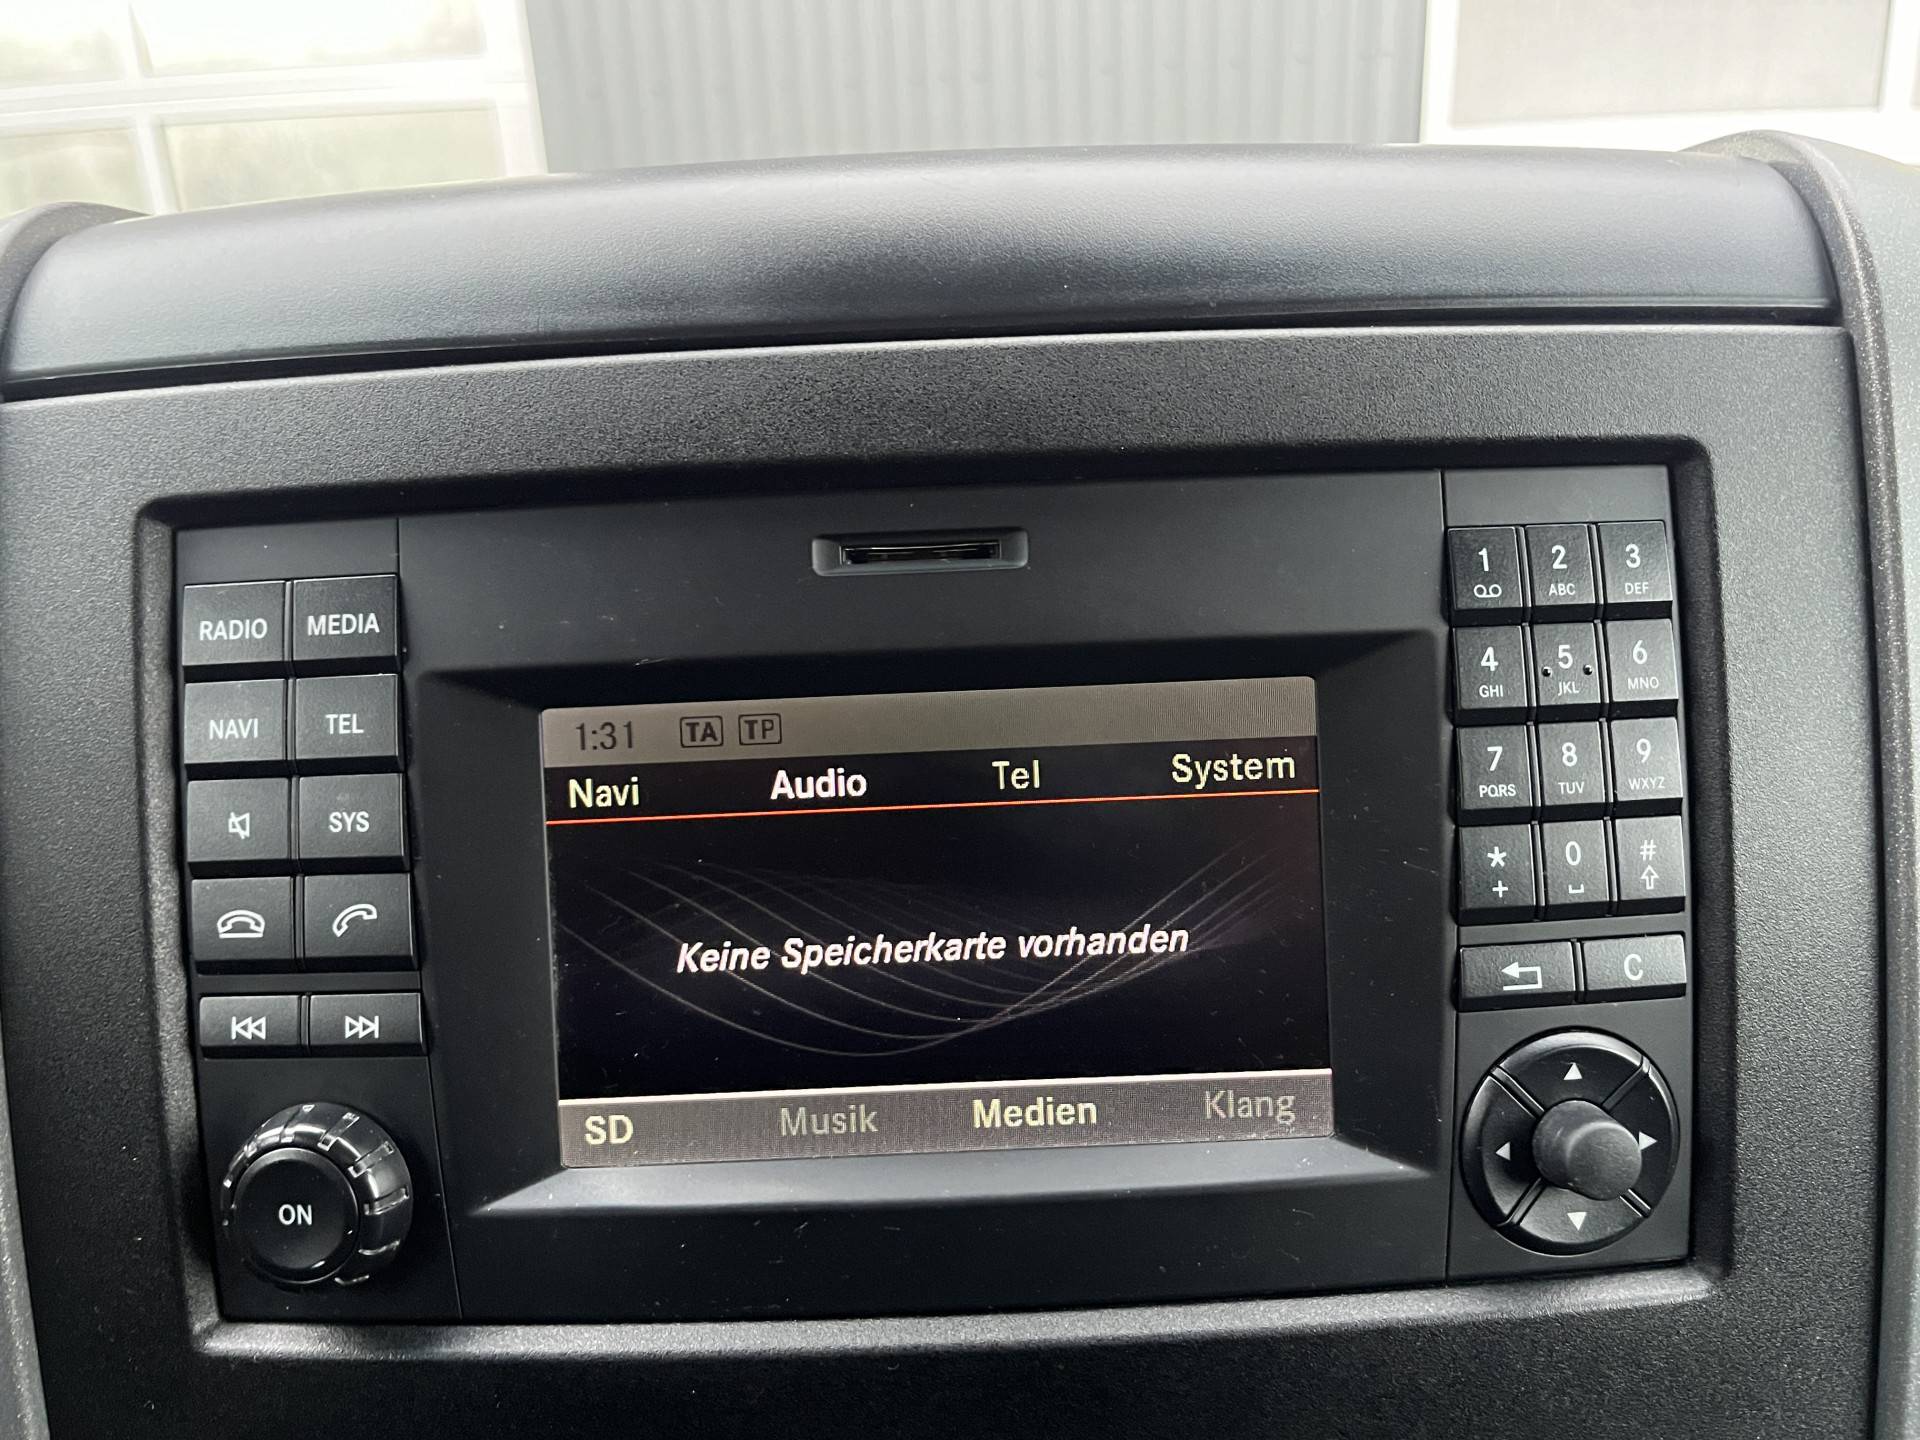 RADIO MEDIA
NAVI TEL
SYS
ON
1:31 TA TP
Navi Audio Tel System
Keine Speicherkarte vorhanden
SD Musik Medien Klang
1 2 3
ABC DEF
4 5 6
GHI JKL MNO
7 8 9
PQRS TUV WXYZ
* 0 #
+
C